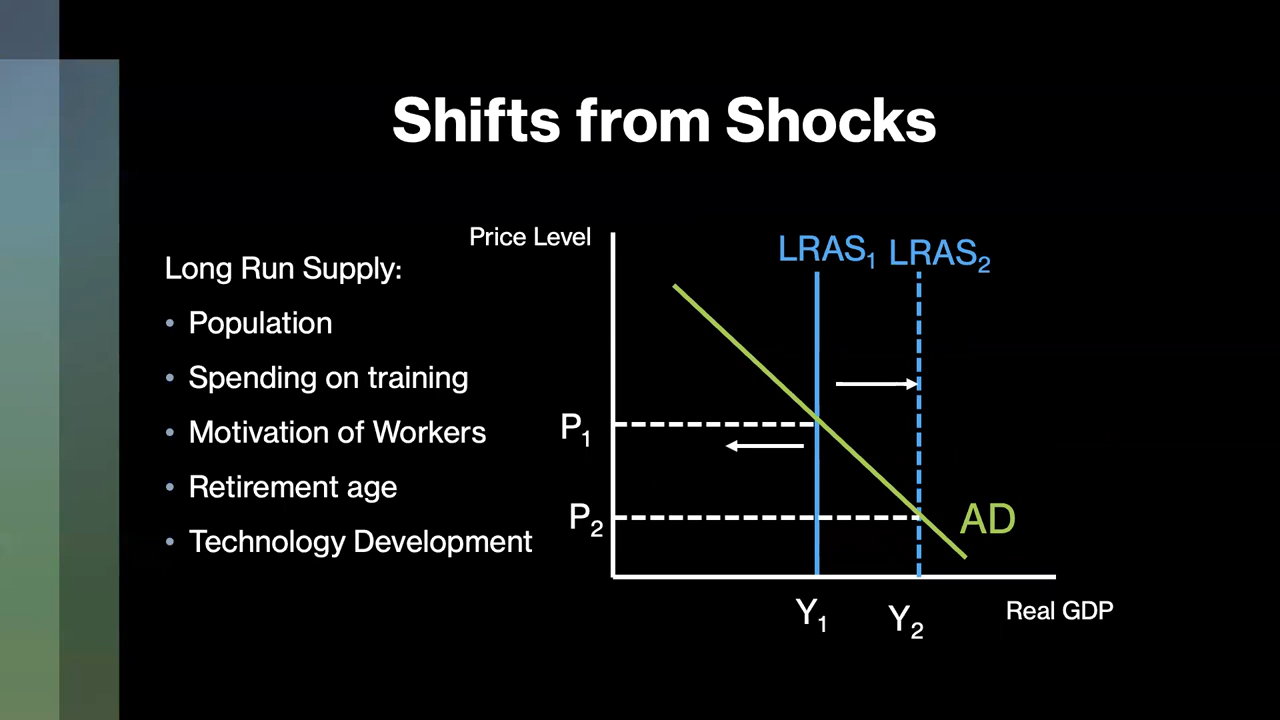 Shifts from Shocks
Long Run Supply:
• Population
• Spending on training
• Motivation of Workers
• Retirement age
• Technology Development
Price Level
LRAS₁ LRAS₂
P₁
P₂
AD
Y₁ Y₂
Real GDP